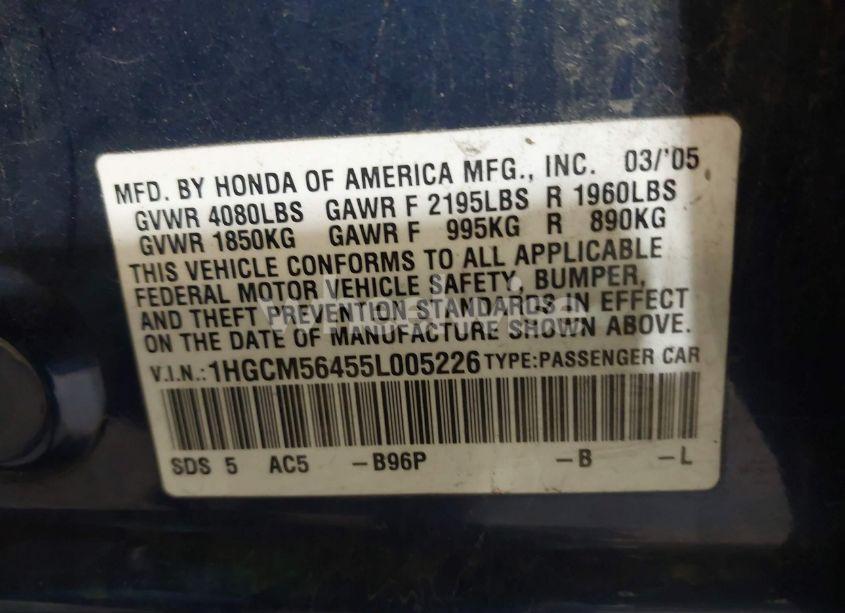 MFD. BY HONDA OF AMERICA MFG., INC. 03/'05
GVWR 4080LBS GAWR F 2195LBS R 1960LBS
GVWR 1850KG GAWR F 995KG R 890KG
THIS VEHICLE CONFORMS TO ALL APPLICABLE
FEDERAL MOTOR VEHICLE SAFETY, BUMPER,
AND THEFT PREVENTION STANDARDS IN EFFECT
ON THE DATE OF MANUFACTURE SHOWN ABOVE.
V.I.N.: 1HGCM56455L005226 TYPE:PASSENGER CAR
SDS 5 AC5 -B96P -B -L